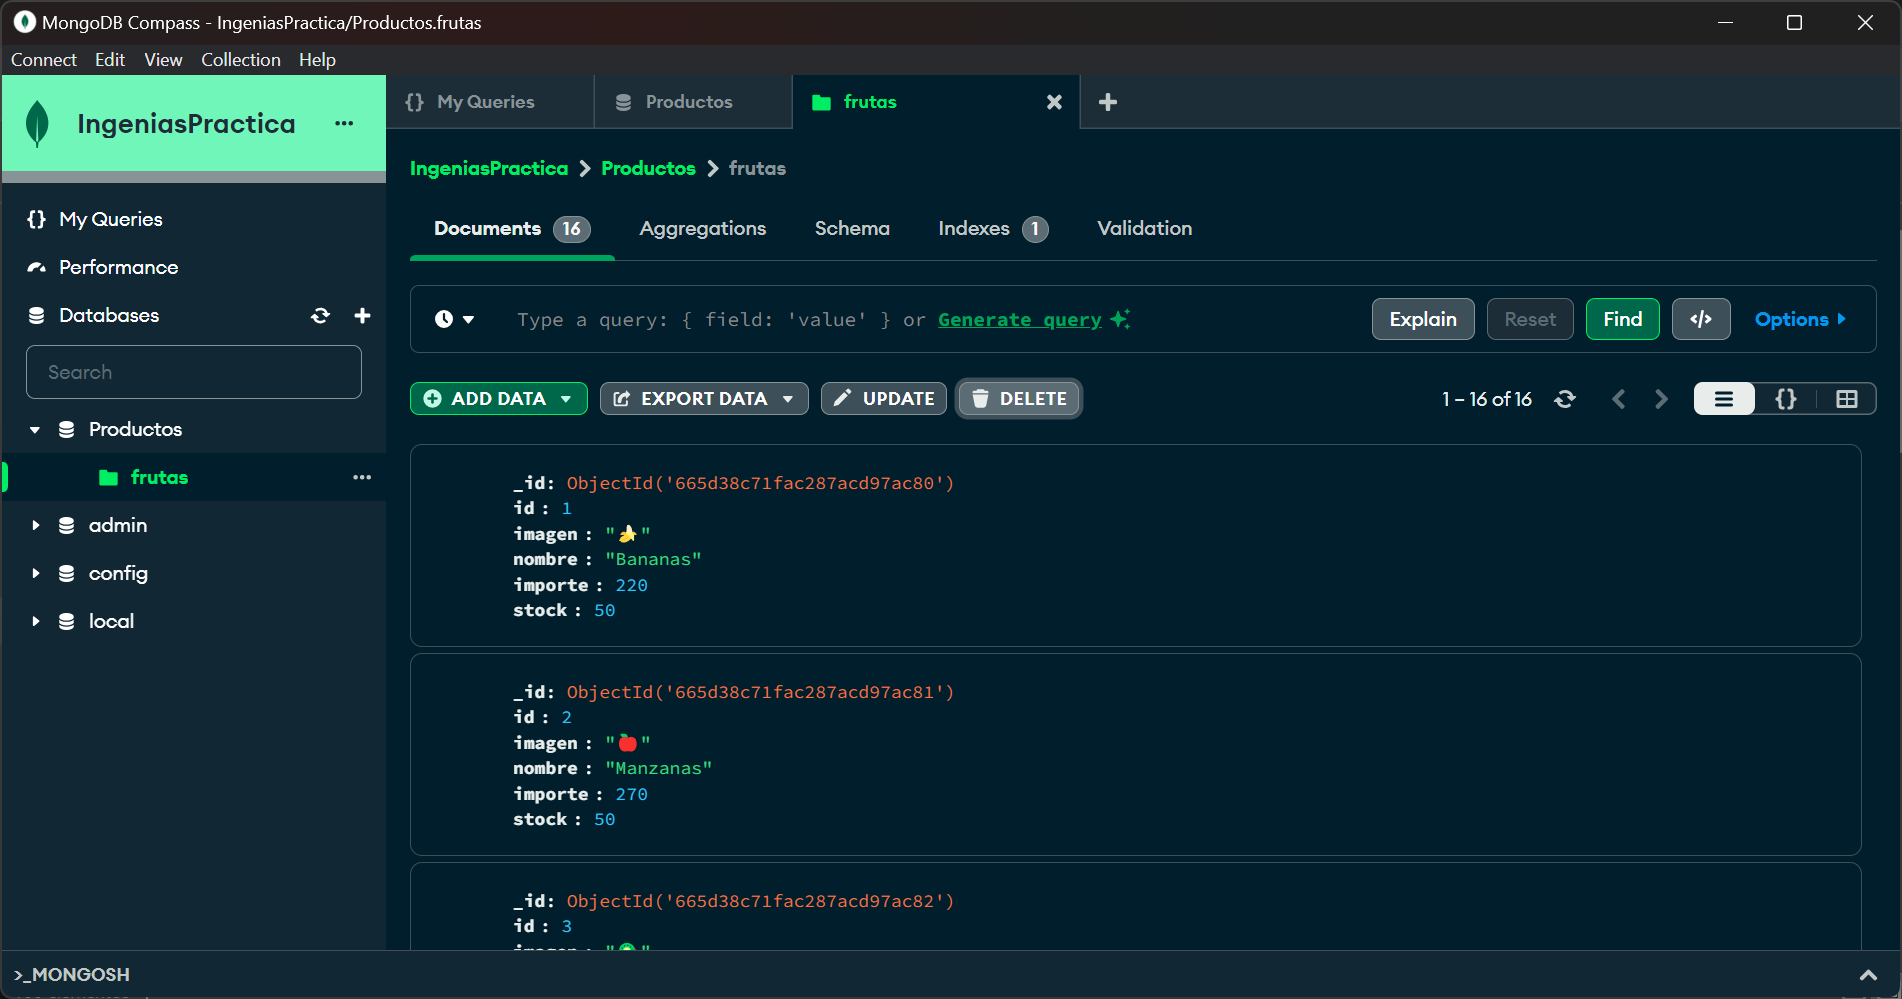 MongoDB Compass - IngeniasPractica/Productos.frutas
Connect Edit View Collection Help
IngeniasPractica ...
{} My Queries
Performance
Databases
Search
Productos
frutas ...
admin
config
local
{} My Queries Productos frutas
IngeniasPractica > Productos > frutas
Documents 16 Aggregations Schema Indexes 1 Validation
Type a query: { field: 'value' } or Generate query
Explain Reset Find </> Options
ADD DATA EXPORT DATA UPDATE DELETE 1 – 16 of 16 {}
_id: ObjectId('665d38c71fac287acd97ac80')
id : 1
imagen : "🍌"
nombre : "Bananas"
importe : 220
stock : 50
_id: ObjectId('665d38c71fac287acd97ac81')
id : 2
imagen : "🍎"
nombre : "Manzanas"
importe : 270
stock : 50
_id: ObjectId('665d38c71fac287acd97ac82')
id : 3
>_MONGOSH